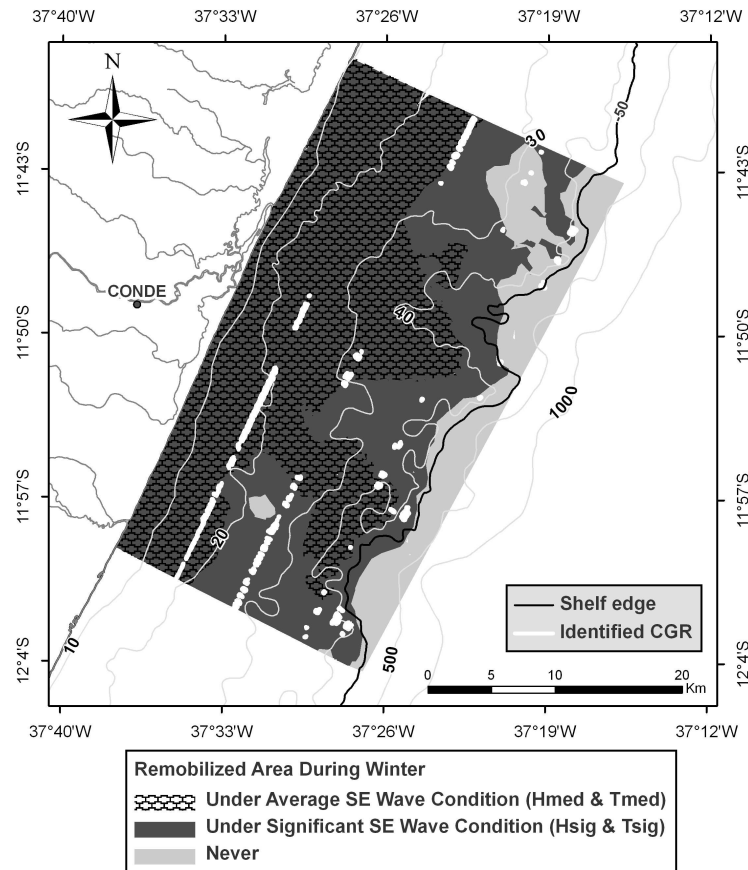 37°40'W 37°33'W 37°26'W 37°19'W 37°12'W
N
-50
30
11°43'S 11°43'S
CONDE
40
11°50'S 11°50'S
1000
11°57'S 11°57'S
20
Shelf edge
Identified CGR
10
500
12°4'S 12°4'S
0 5 10 20
Km
37°40'W 37°33'W 37°26'W 37°19'W 37°12'W
Remobilized Area During Winter
Under Average SE Wave Condition (Hmed & Tmed)
Under Significant SE Wave Condition (Hsig & Tsig)
Never